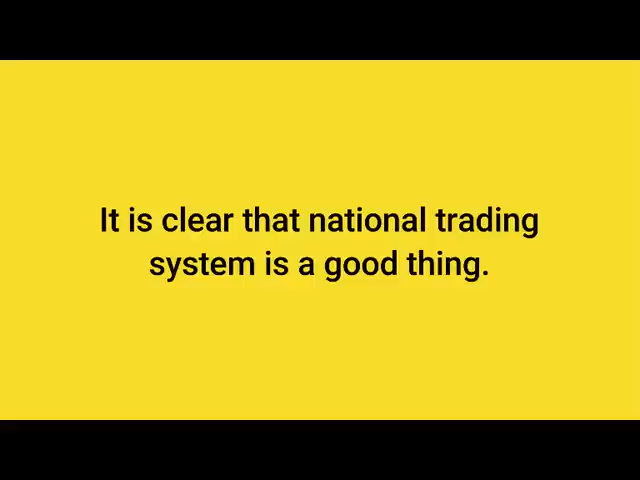 It is clear that national trading
system is a good thing.